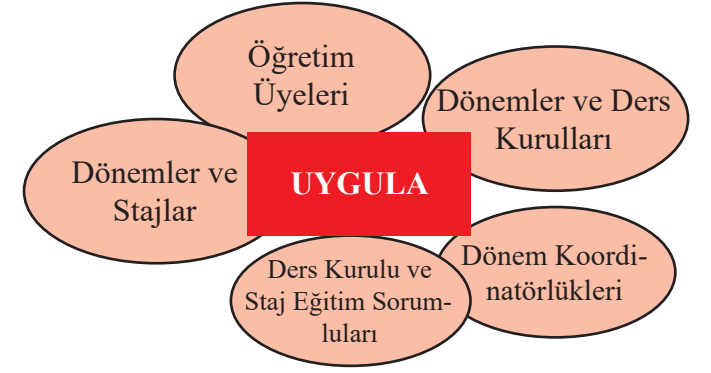 Öğretim
Üyeleri
Dönemler ve Ders
Kurulları
Dönemler ve
Stajlar
UYGULA
Dönem Koordi-
natörlükleri
Ders Kurulu ve
Staj Eğitim Sorum-
luları